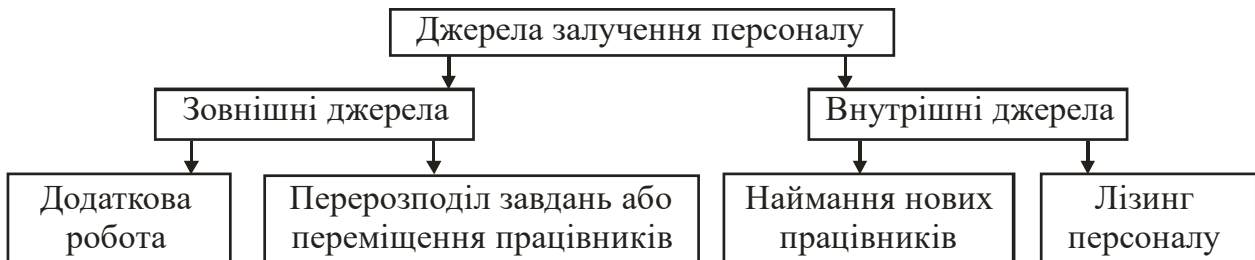 Джерела залучення персоналу
Зовнішні джерела
Внутрішні джерела
Додаткова
робота
Перерозподіл завдань або
переміщення працівників
Наймання нових
працівників
Лізинг
персоналу